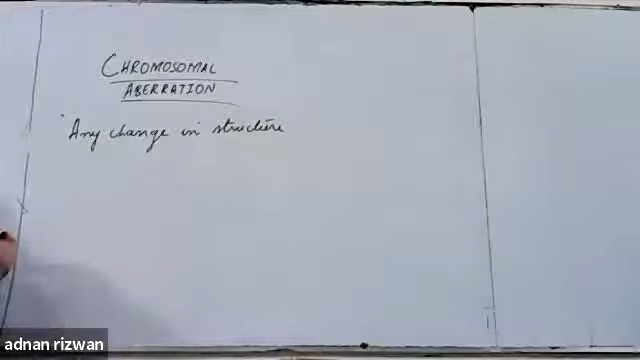 CHROMOSOMAL
ABERRATION
"Any change in structure
adnan rizwan